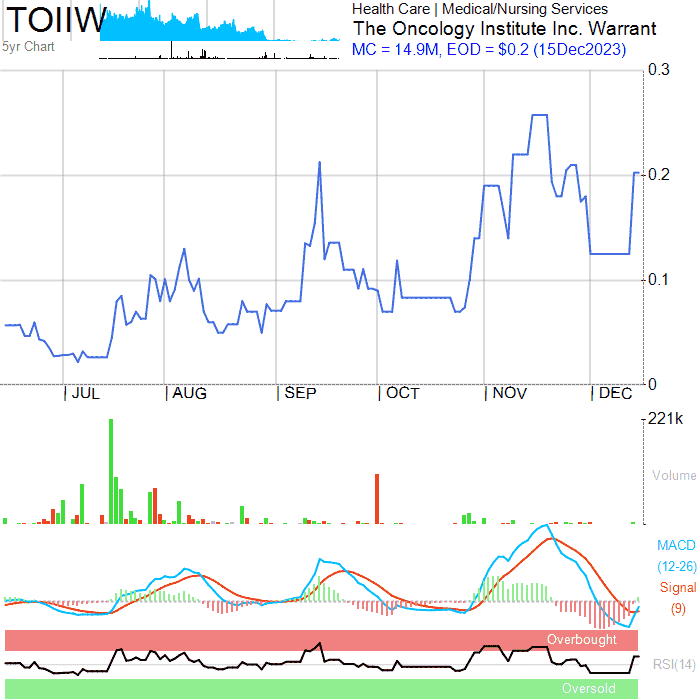 TOIIW
5yr Chart
Health Care | Medical/Nursing Services
The Oncology Institute Inc. Warrant
MC = 14.9M, EOD = $0.2 (15Dec2023)
0.3
0.2
0.1
0
| JUL | AUG | SEP | OCT | NOV | DEC
221k
Volume
MACD
(12-26)
Signal
(9)
Overbought
RSI(14)
Oversold